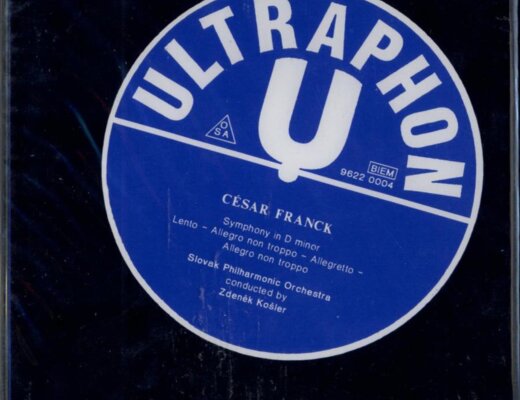 ULTRAPHON
U
OSA
BIEM
9622 0004
CÉSAR FRANCK
Symphony in D minor
Lento – Allegro non troppo – Allegretto –
Allegro non troppo
Slovak Philharmonic Orchestra
conducted by
Zdeněk Košler